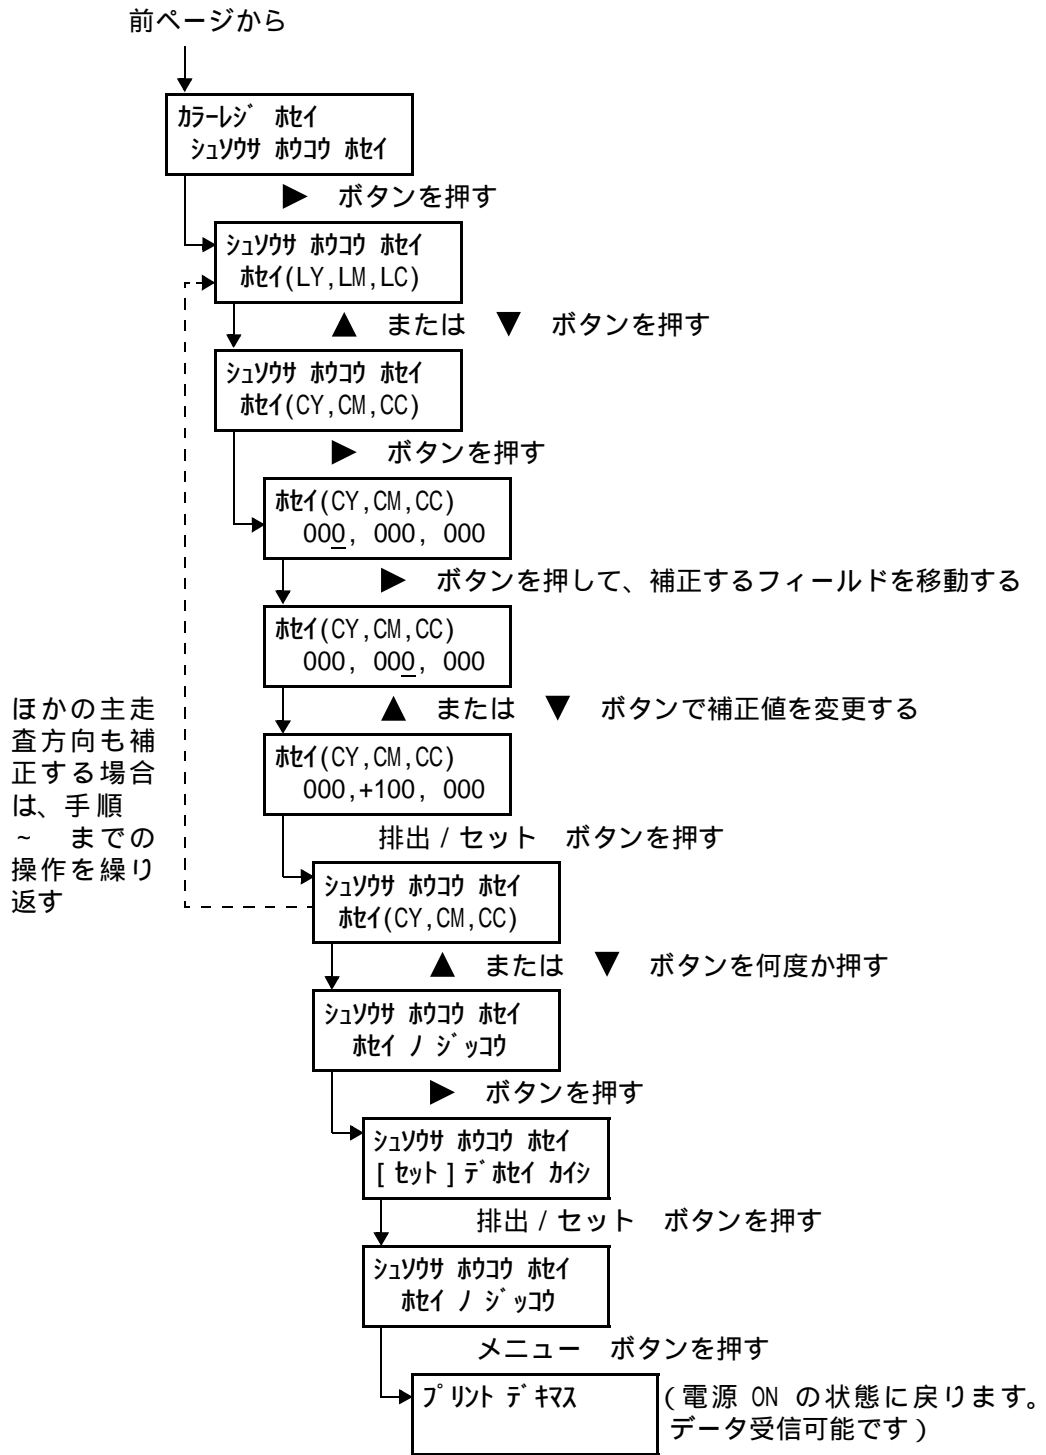 前ページから
ｶﾗｰﾚｼﾞ ﾎｾｲ
ｼｭｿｳｻ ﾎｳｺｳ ﾎｾｲ
▶ ボタンを押す
ｼｭｿｳｻ ﾎｳｺｳ ﾎｾｲ
ﾎｾｲ(LY,LM,LC)
▲ または ▼ ボタンを押す
ｼｭｿｳｻ ﾎｳｺｳ ﾎｾｲ
ﾎｾｲ(CY,CM,CC)
▶ ボタンを押す
ﾎｾｲ(CY,CM,CC)
000, 000, 000
▶ ボタンを押して、補正するフィールドを移動する
ﾎｾｲ(CY,CM,CC)
000, 000, 000
▲ または ▼ ボタンで補正値を変更する
ﾎｾｲ(CY,CM,CC)
000,+100, 000
ほかの主走
査方向も補
正する場合
は、手順
~ までの
操作を繰り
返す
排出 / セット ボタンを押す
ｼｭｿｳｻ ﾎｳｺｳ ﾎｾｲ
ﾎｾｲ(CY,CM,CC)
▲ または ▼ ボタンを何度か押す
ｼｭｿｳｻ ﾎｳｺｳ ﾎｾｲ
ﾎｾｲ ﾉ ｼﾞｯｺｳ
▶ ボタンを押す
ｼｭｿｳｻ ﾎｳｺｳ ﾎｾｲ
[ ｾｯﾄ ] ﾃﾞﾎｾｲ ｶｲｼ
排出 / セット ボタンを押す
ｼｭｿｳｻ ﾎｳｺｳ ﾎｾｲ
ﾎｾｲ ﾉ ｼﾞｯｺｳ
メニュー ボタンを押す
ﾌﾟﾘﾝﾄ ﾃﾞｷﾏｽ
(電源 ON の状態に戻ります。
データ受信可能です)